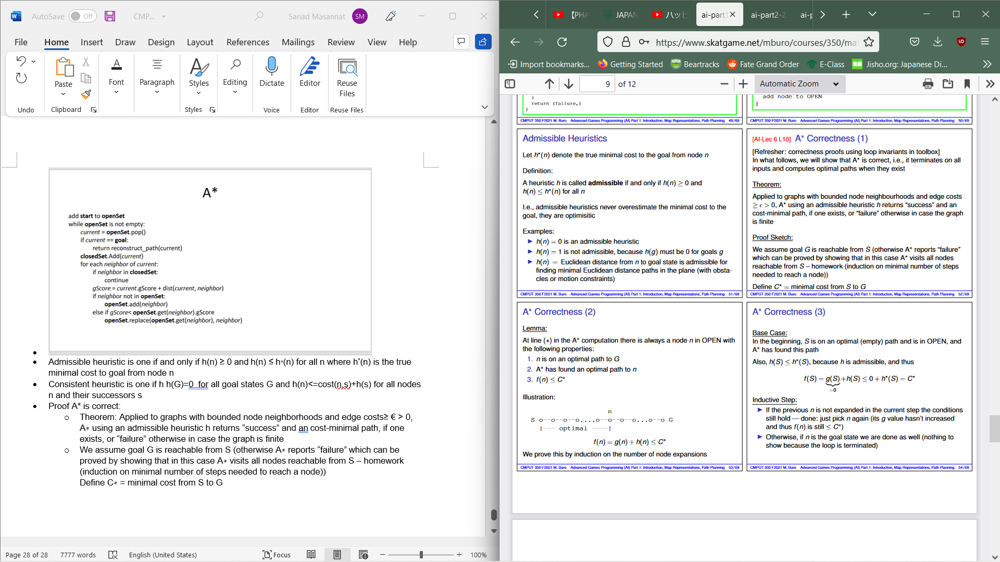 AutoSave
Off
CMP...
Sanad Masannat
SM
File
Home
Insert
Draw
Design
Layout
References
Mailings
Review
View
Help
Paste
Font
Paragraph
Styles
Editing
Dictate
Editor
Reuse
Files
Undo
Clipboard
Styles
Voice
Editor
Reuse Files
A*
add start to openSet
while openSet is not empty:
current = openSet.pop()
if current == goal:
return reconstruct_path(current)
closedSet.Add(current)
for each neighbor of current:
if neighbor in closedSet:
continue
gScore = current.gScore + dist(current, neighbor)
if neighbor not in openSet:
openSet.add(neighbor)
else if gScore< openSet.get(neighbor).gScore
openSet.replace(openSet.get(neighbor), neighbor)
• Admissible heuristic is one if and only if h(n) ≥ 0 and h(n) ≤ h*(n) for all n where h*(n) is the true
minimal cost to goal from node n
• Consistent heuristic is one if h h(G)=0 for all goal states G and h(n)<=cost(n,s)+h(s) for all nodes
n and their successors s
• Proof A* is correct:
o Theorem: Applied to graphs with bounded node neighborhoods and edge costs≥ € > 0,
A* using an admissible heuristic h returns “success” and an cost-minimal path, if one
exists, or “failure” otherwise in case the graph is finite
o We assume goal G is reachable from S (otherwise A* reports “failure” which can be
proved by showing that in this case A* visits all nodes reachable from S – homework
(induction on minimal number of steps needed to reach a node))
Define C* = minimal cost from S to G
Page 28 of 28
7777 words
English (United States)
Focus
100%
【PHA
JAPAN
ハッピ
ai-part1
ai-part2-2
ai-p
https://www.skatgame.net/mburo/courses/350/mat
Import bookmarks...
Getting Started
Beartracks
Fate Grand Order
E-Class
Jisho.org: Japanese Di...
9 of 12
Automatic Zoom
}
return (failure,)
}
CMPUT 350 F2021 M. Buro Advanced Games Programming (AI) Part 1: Introduction, Map Representations, Path Planning 49/69
add node to OPEN
}
CMPUT 350 F2021 M. Buro Advanced Games Programming (AI) Part 1: Introduction, Map Representations, Path Planning 50/69
Admissible Heuristics
Let h*(n) denote the true minimal cost to the goal from node n
Definition:
A heuristic h is called admissible if and only if h(n) ≥ 0 and
h(n) ≤ h*(n) for all n
I.e., admissible heuristics never overestimate the minimal cost to the
goal, they are optimisitic
Examples:
▶ h(n) = 0 is an admissible heuristic
▶ h(n) = 1 is not admissible, because h(g) must be 0 for goals g
▶ h(n) = Euclidean distance from n to goal state is admissible for
finding minimal Euclidean distance paths in the plane (with obsta-
cles or motion constraints)
CMPUT 350 F2021 M. Buro Advanced Games Programming (AI) Part 1: Introduction, Map Representations, Path Planning 51/69
[AI-Lec 6 L10] A* Correctness (1)
[Refresher: correctness proofs using loop invariants in toolbox]
In what follows, we will show that A* is correct, i.e., it terminates on all
inputs and computes optimal paths when they exist
Theorem:
Applied to graphs with bounded node neighbourhoods and edge costs
≥ ϵ > 0, A* using an admissible heuristic h returns “success” and an
cost-minimal path, if one exists, or “failure” otherwise in case the graph
is finite
Proof Sketch:
We assume goal G is reachable from S (otherwise A* reports “failure”
which can be proved by showing that in this case A* visits all nodes
reachable from S – homework (induction on minimal number of steps
needed to reach a node))
Define C* = minimal cost from S to G
CMPUT 350 F2021 M. Buro Advanced Games Programming (AI) Part 1: Introduction, Map Representations, Path Planning 52/69
A* Correctness (2)
Lemma:
At line (*) in the A* computation there is always a node n in OPEN with
the following properties:
1. n is on an optimal path to G
2. A* has found an optimal path to n
3. f(n) ≤ C*
Illustration:
n
S o--o--o--o....o--o--o--o...o--o G
|--- optimal ----|
f(n) = g(n) + h(n) ≤ C*
We prove this by induction on the number of node expansions
CMPUT 350 F2021 M. Buro Advanced Games Programming (AI) Part 1: Introduction, Map Representations, Path Planning 53/69
A* Correctness (3)
Base Case:
In the beginning, S is on an optimal (empty) path and is in OPEN, and
A* has found this path
Also, h(S) ≤ h*(S), because h is admissible, and thus
f(S) = g(S) +h(S) ≤ 0 + h*(S) = C*
=0
Inductive Step:
▶ If the previous n is not expanded in the current step the conditions
still hold — done: just pick n again (its g value hasn’t increased
and thus f(n) is still ≤ C*)
▶ Otherwise, if n is the goal state we are done as well (nothing to
show because the loop is terminated)
CMPUT 350 F2021 M. Buro Advanced Games Programming (AI) Part 1: Introduction, Map Representations, Path Planning 54/69